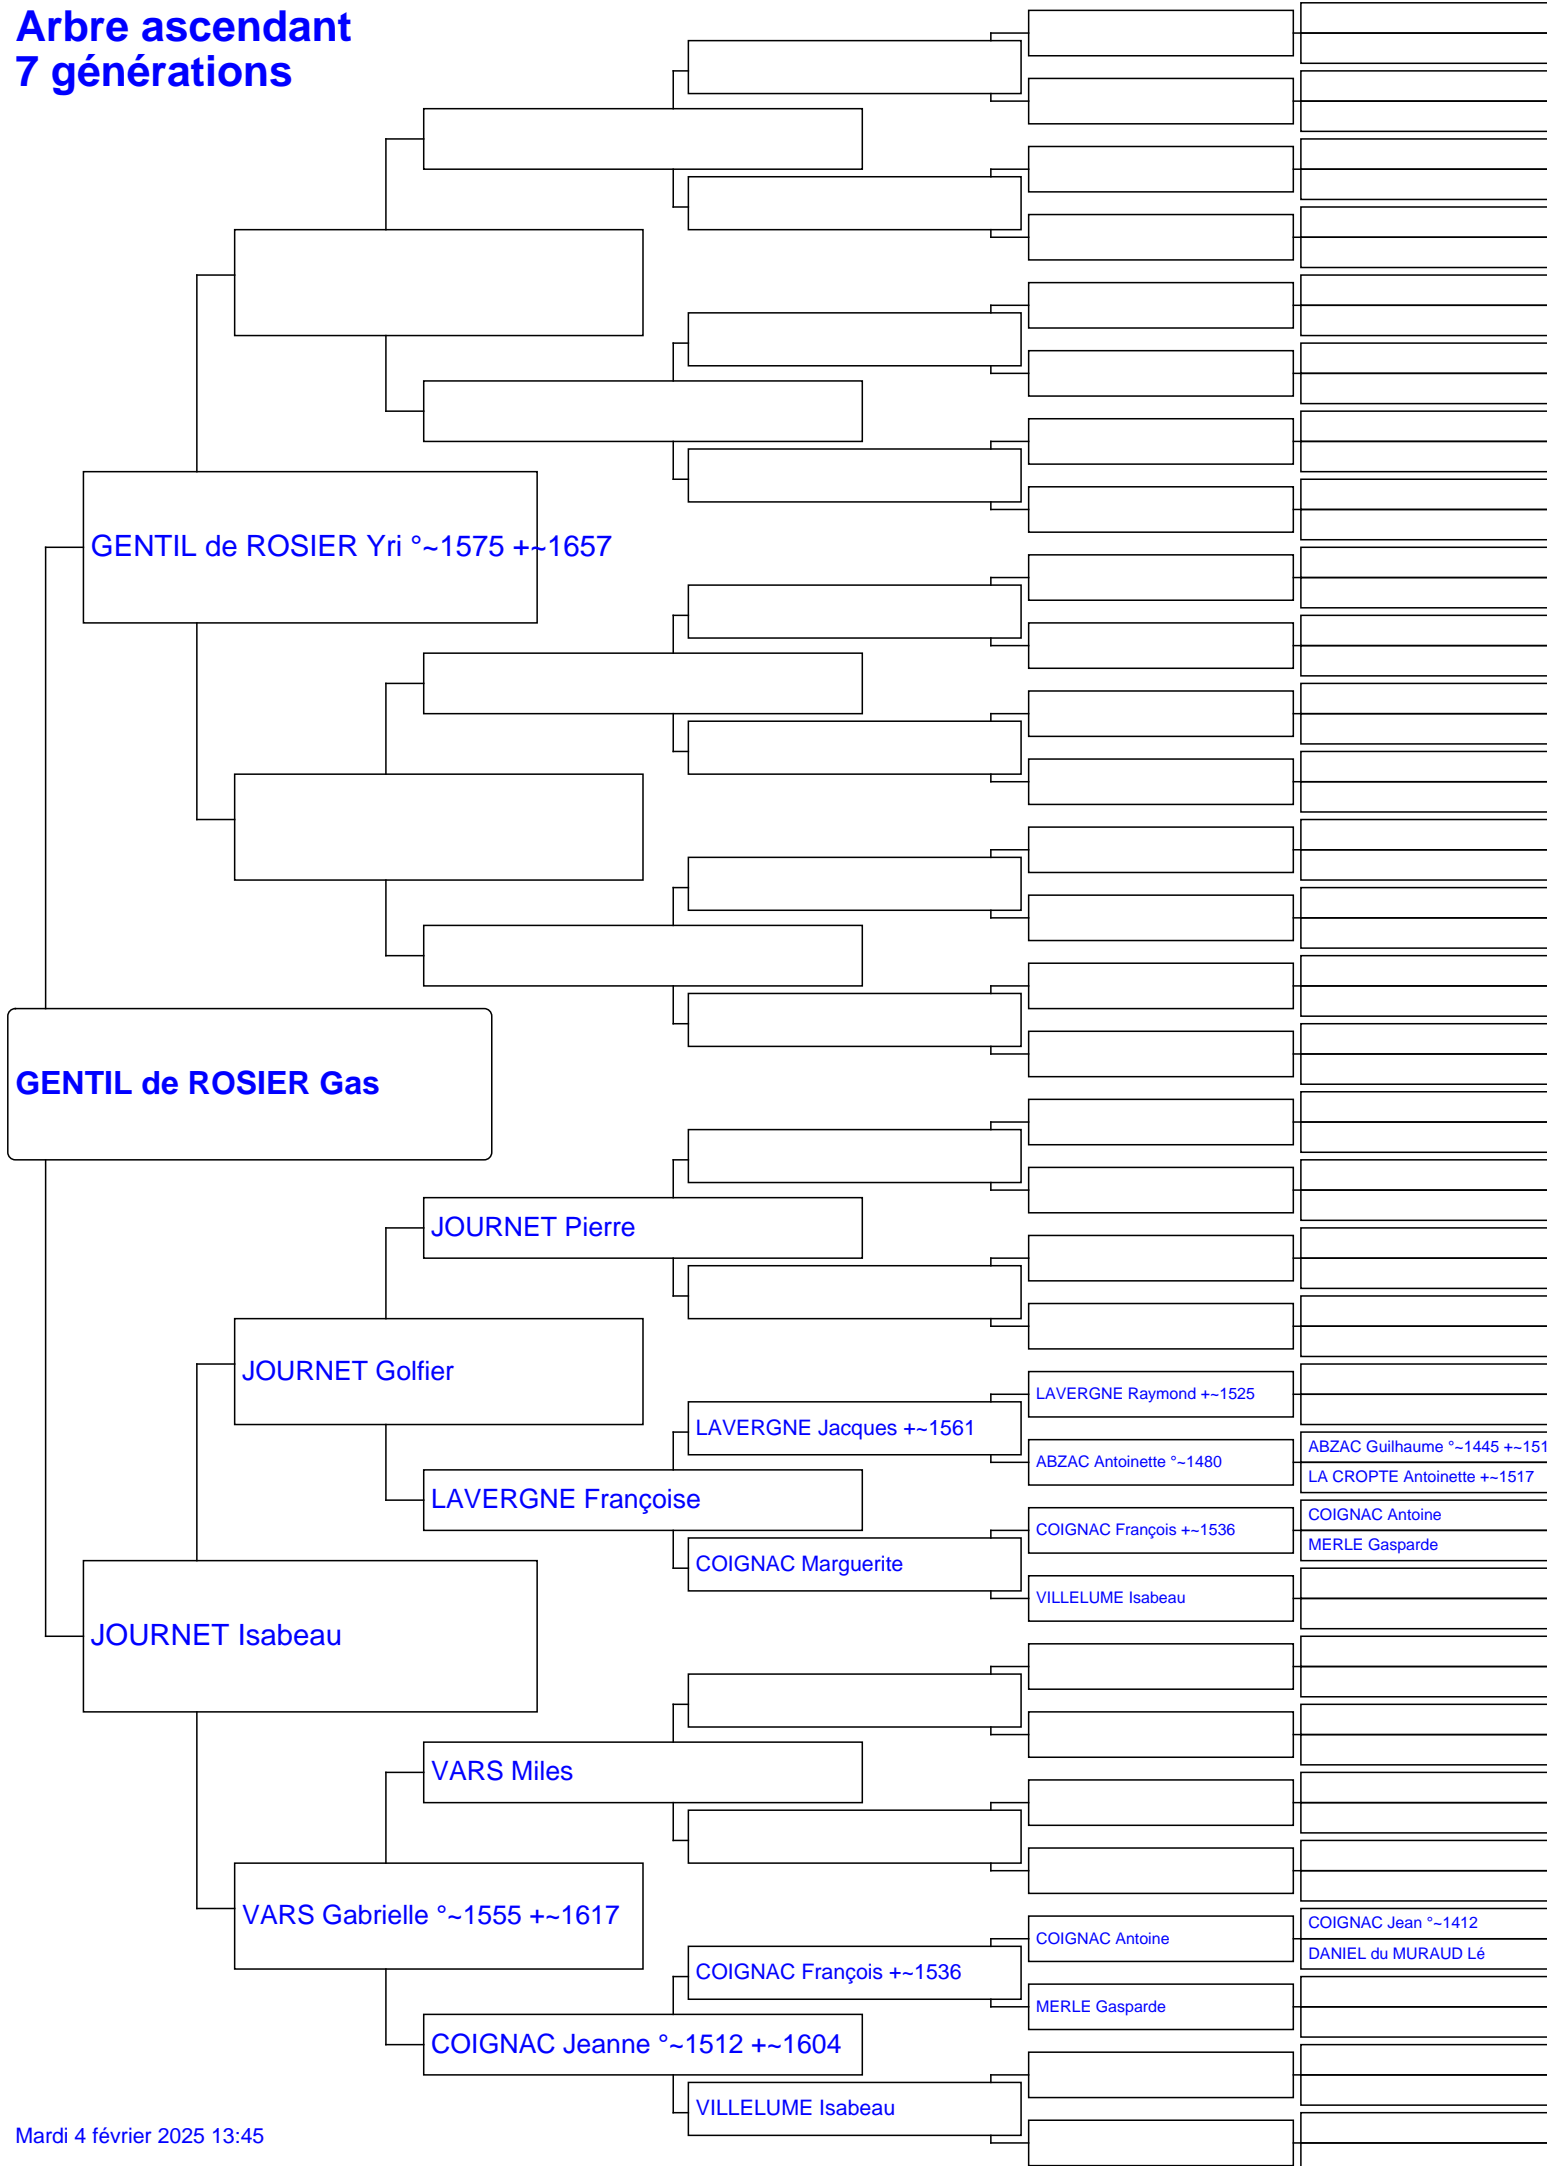 Arbre ascendant
7 générations
GENTIL de ROSIER Yri °~1575 +~1657
GENTIL de ROSIER Gas
JOURNET Pierre
JOURNET Golfier
LAVERGNE Raymond +~1525
LAVERGNE Jacques +~1561
ABZAC Guilhaume °~1445 +~151
ABZAC Antoinette °~1480
LA CROPTE Antoinette +~1517
LAVERGNE Françoise
COIGNAC Antoine
COIGNAC François +~1536
MERLE Gasparde
COIGNAC Marguerite
VILLELUME Isabeau
JOURNET Isabeau
VARS Miles
VARS Gabrielle °~1555 +~1617
COIGNAC Jean °~1412
COIGNAC Antoine
DANIEL du MURAUD Lé
COIGNAC François +~1536
MERLE Gasparde
COIGNAC Jeanne °~1512 +~1604
VILLELUME Isabeau
Mardi 4 février 2025 13:45